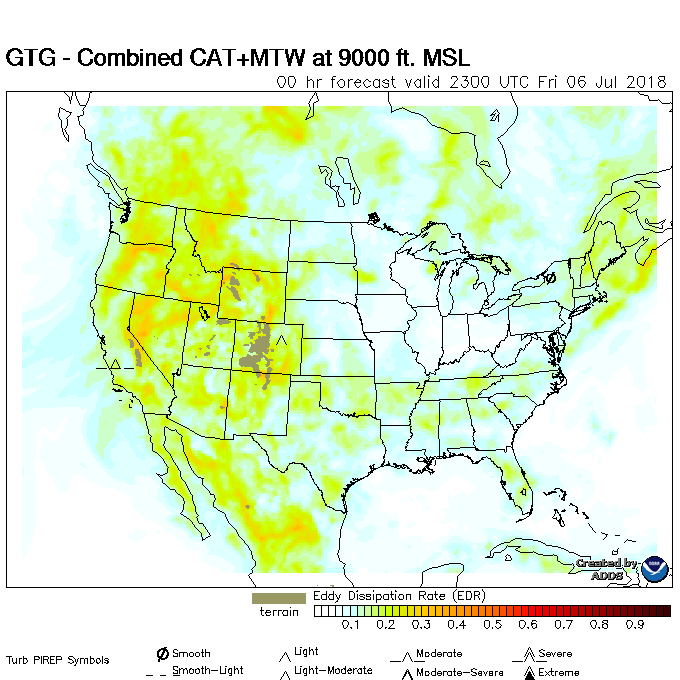 GTG - Combined CAT+MTW at 9000 ft. MSL
00 hr forecast valid 2300 UTC Fri 06 Jul 2018
Created by
ADDS
Eddy Dissipation Rate (EDR)
terrain
0.1 0.2 0.3 0.4 0.5 0.6 0.7 0.8 0.9
Turb PIREP Symbols
Smooth Light Moderate Severe
Smooth-Light Light-Moderate Moderate-Severe Extreme